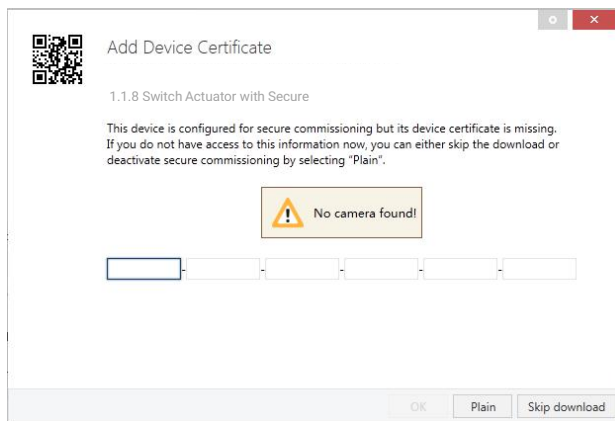 Add Device Certificate
1.1.8 Switch Actuator with Secure
This device is configured for secure commissioning but its device certificate is missing.
If you do not have access to this information now, you can either skip the download or
deactivate secure commissioning by selecting "Plain".
No camera found!
- - - - -
OK Plain Skip download